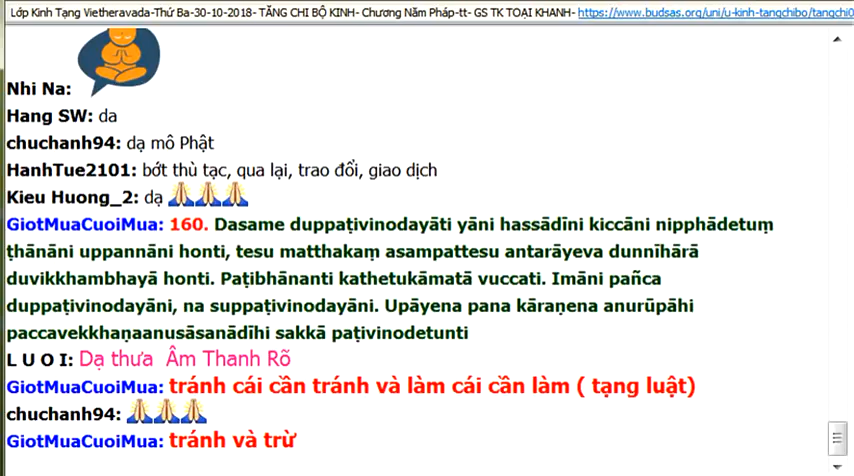 Lớp Kinh Tạng Vietheravada-Thứ Ba-30-10-2018- TĂNG CHI BỘ KINH- Chương Năm Pháp-tt- GS TK TOẠI KHANH- https://www.budsas.org/uni/u-kinh-tangchibo/tangchi0
Nhi Na:
Hang SW: da
chuchanh94: dạ mô Phật
HanhTue2101: bớt thù tạc, qua lại, trao đổi, giao dịch
Kieu Huong_2: dạ 🙏🙏🙏
GiotMuaCuoiMua: 160. Dasame duppaṭivinodayāti yāni hassādīni kiccāni nipphādetuṃ
ṭhānāni uppannāni honti, tesu matthakaṃ asampattesu antarāyeva dunnīhārā
duvikkhambhayā honti. Paṭibhānanti kathetukāmatā vuccati. Imāni pañca
duppaṭivinodayāni, na suppaṭivinodayāni. Upāyena pana kāraṇena anurūpāhi
paccavekkhaṇaanusāsanādīhi sakkā paṭivinodetunti
L U O I: Dạ thưa Âm Thanh Rõ
GiotMuaCuoiMua: tránh cái cần tránh và làm cái cần làm ( tạng luật)
chuchanh94: 🙏🙏🙏
GiotMuaCuoiMua: tránh và trừ